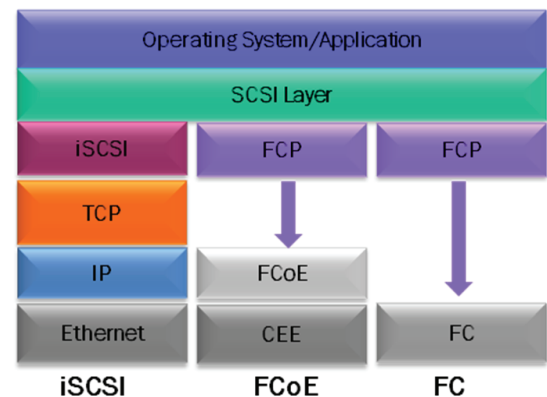 Operating System/Application
SCSI Layer
iSCSI FCP FCP
TCP
IP FCoE
Ethernet CEE FC
iSCSI FCoE FC